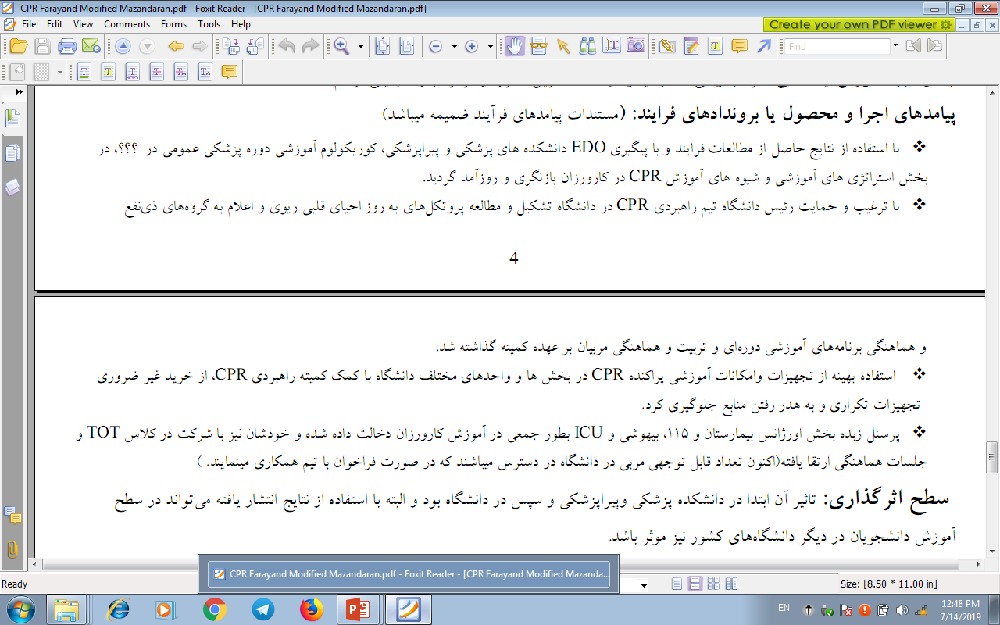 CPR Farayand Modified Mazandaran.pdf - Foxit Reader - [CPR Farayand Modified Mazandaran.pdf]
File Edit View Comments Forms Tools Help
Create your own PDF viewer
Find
پیامدهای اجرا و محصول یا بروندادهای فرایند: (مستندات پیامدهای فرآیند ضمیمه میباشد)
❖ با استفاده از نتایج حاصل از مطالعات فرایند و با پیگیری EDO دانشکده های پزشکی و پیراپزشکی، کوریکولوم آموزشی دوره پزشکی عمومی در ؟؟؟، در
بخش استراتژی های آموزشی و شیوه های آموزش CPR در کارورزان بازنگری و روزآمد گردید.
❖ با ترغیب و حمایت رئیس دانشگاه تیم راهبردی CPR در دانشگاه تشکیل و مطالعه پروتکل‌های به روز احیای قلبی ریوی و اعلام به گروه‌های ذی‌نفع
4
و هماهنگی برنامه‌های آموزشی دوره‌ای و تربیت و هماهنگی مربیان بر عهده کمیته گذاشته شد.
❖ استفاده بهینه از تجهیزات وامکانات آموزشی پراکنده CPR در بخش ها و واحدهای مختلف دانشگاه با کمک کمیته راهبردی CPR، از خرید غیر ضروری
تجهیزات تکراری و به هدر رفتن منابع جلوگیری کرد.
❖ پرسنل زبده بخش اورژانس بیمارستان و ۱۱۵، بیهوشی و ICU بطور جمعی در آموزش کارورزان دخالت داده شده و خودشان نیز با شرکت در کلاس TOT و
جلسات هماهنگی ارتقا یافته(اکنون تعداد قابل توجهی مربی در دانشگاه در دسترس میباشند که در صورت فراخوان با تیم همکاری مینمایند. )
سطح اثرگذاری: تاثیر آن ابتدا در دانشکده پزشکی وپیراپزشکی و سپس در دانشگاه بود و البته با استفاده از نتایج انتشار یافته می‌تواند در سطح
آموزش دانشجویان در دیگر دانشگاه‌های کشور نیز موثر باشد.
CPR Farayand Modified Mazandaran.pdf - Foxit Reader - [CPR Farayand Modified Mazanda...
Ready
Size: [8.50 * 11.00 in]
EN
12:48 PM
7/14/2019